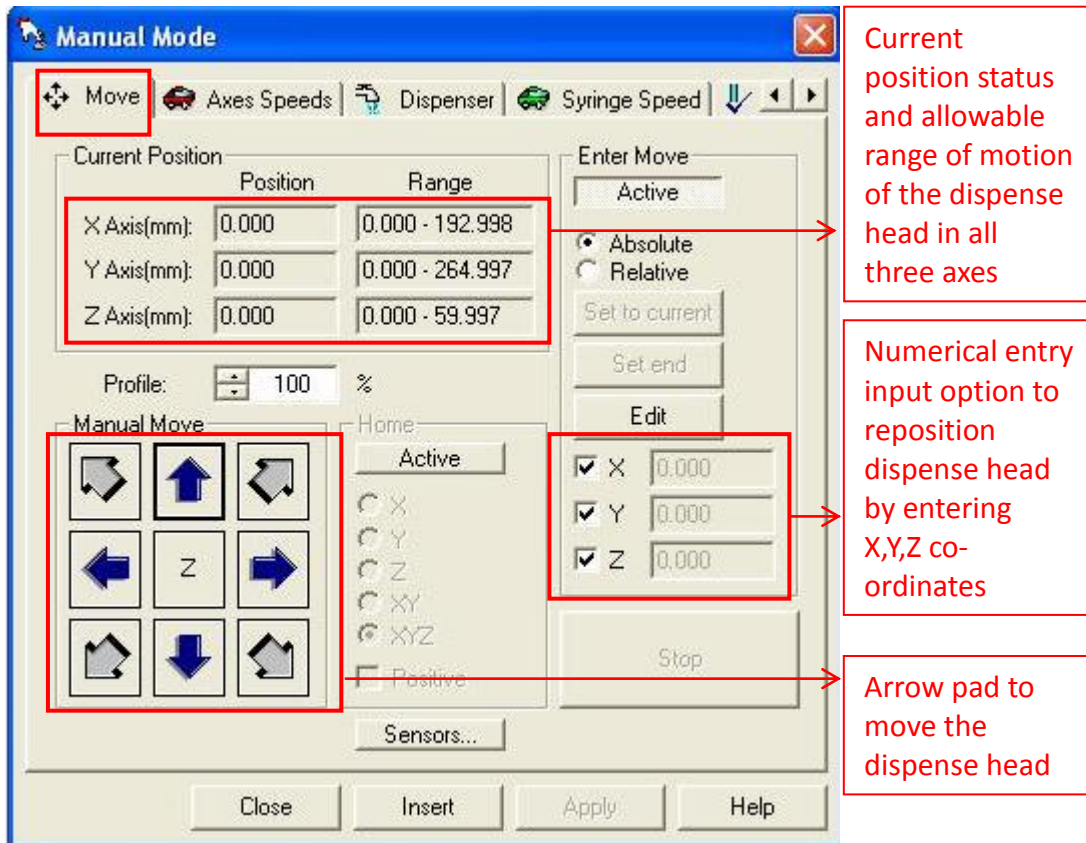 Manual Mode
Move
Axes Speeds
Dispenser
Syringe Speed
Current Position
Position Range
X Axis(mm): 0.000 0.000 - 192.998
Y Axis(mm): 0.000 0.000 - 264.997
Z Axis(mm): 0.000 0.000 - 59.997
Profile: 100 %
Manual Move
Z
Home
Active
X
Y
Z
XY
XYZ
Positive
Sensors...
Enter Move
Active
Absolute
Relative
Set to current
Set end
Edit
X 0.000
Y 0.000
Z 0.000
Stop
Close
Insert
Apply
Help
Current
position status
and allowable
range of motion
of the dispense
head in all
three axes
Numerical entry
input option to
reposition
dispense head
by entering
X,Y,Z co-
ordinates
Arrow pad to
move the
dispense head